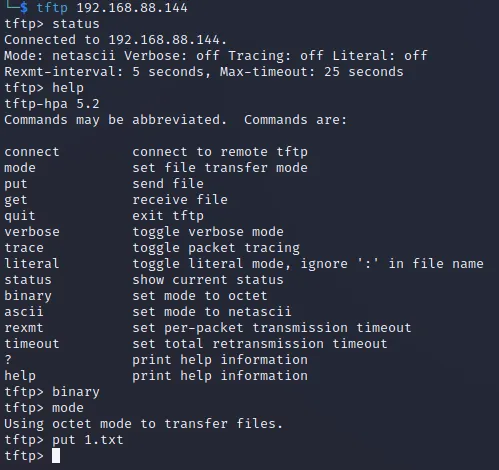 └─$ tftp 192.168.88.144
tftp> status
Connected to 192.168.88.144.
Mode: netascii Verbose: off Tracing: off Literal: off
Rexmt-interval: 5 seconds, Max-timeout: 25 seconds
tftp> help
tftp-hpa 5.2
Commands may be abbreviated.  Commands are:

connect         connect to remote tftp
mode            set file transfer mode
put             send file
get             receive file
quit            exit tftp
verbose         toggle verbose mode
trace           toggle packet tracing
literal         toggle literal mode, ignore ':' in file name
status          show current status
binary          set mode to octet
ascii           set mode to netascii
rexmt           set per-packet transmission timeout
timeout         set total retransmission timeout
?               print help information
help            print help information
tftp> binary
tftp> mode
Using octet mode to transfer files.
tftp> put 1.txt
tftp>